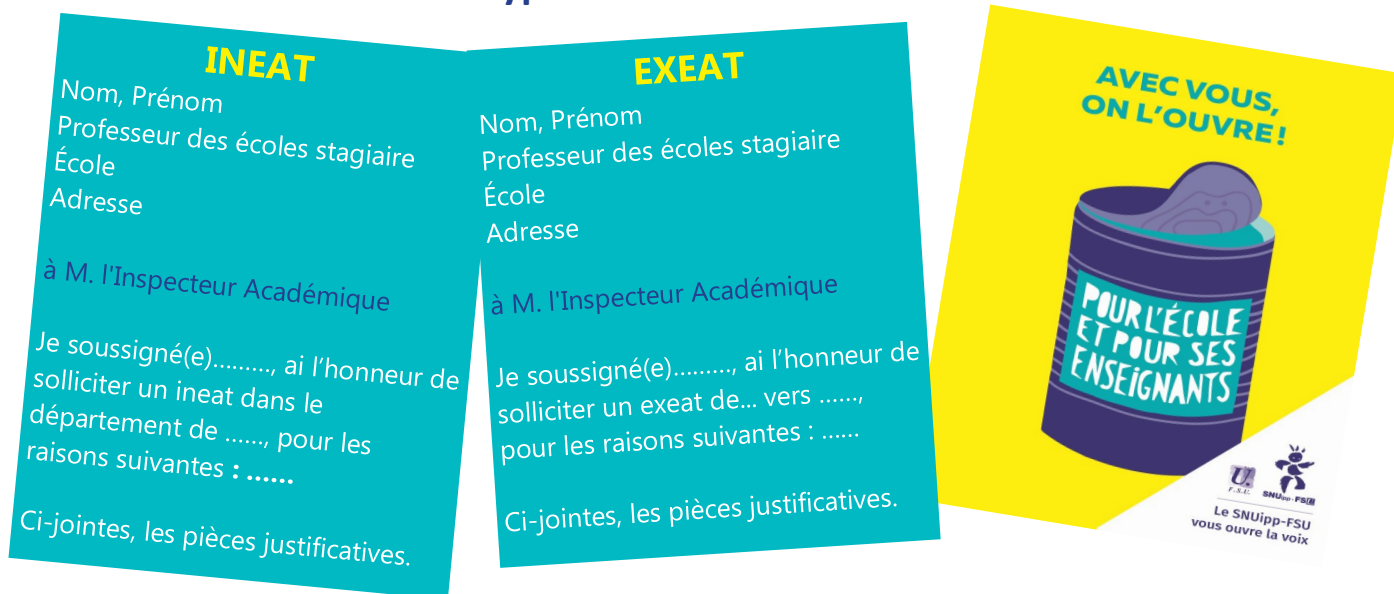 INEAT
Nom, Prénom
Professeur des écoles stagiaire
École
Adresse
à M. l'Inspecteur Académique
Je soussigné(e)........., ai l'honneur de
solliciter un ineat dans le
département de ......, pour les
raisons suivantes : ......
Ci-jointes, les pièces justificatives.
EXEAT
Nom, Prénom
Professeur des écoles stagiaire
École
Adresse
à M. l'Inspecteur Académique
Je soussigné(e)........., ai l'honneur de
solliciter un exeat de... vers ......,
pour les raisons suivantes : ......
Ci-jointes, les pièces justificatives.
AVEC VOUS,
ON L'OUVRE!
POUR L'ÉCOLE
ET POUR SES
ENSEIGNANTS
U.
F.S.U.
SNUipp-FSU
Le SNUipp-FSU
vous ouvre la voix